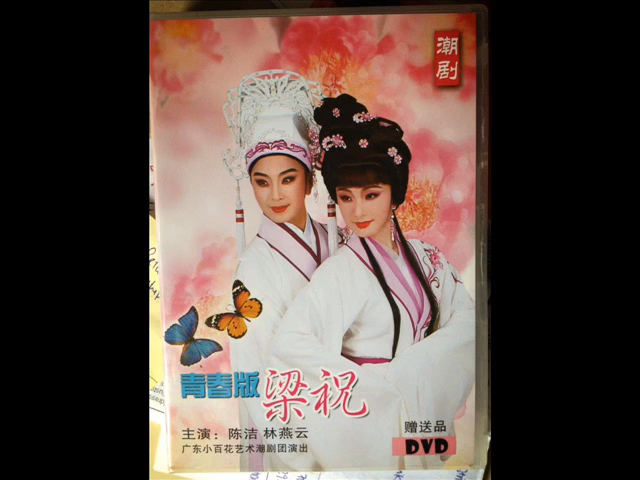 潮剧
青春版 梁祝
主演：陈洁 林燕云
广东小百花艺术潮剧团演出
赠送品
DVD